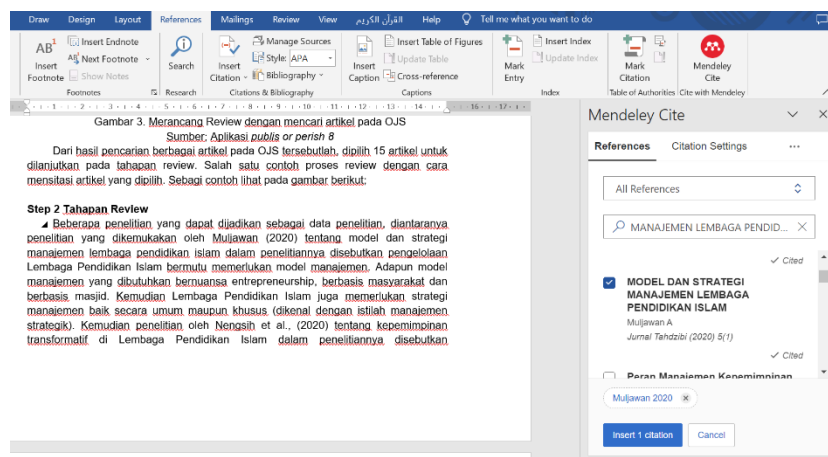 Draw Design Layout References Mailings Review View القرآن الكريم Help Tell me what you want to do
AB1 Insert Footnote
Insert Endnote
Next Footnote
Show Notes
Footnotes
Search
Research
Insert Citation
Manage Sources
Style: APA
Bibliography
Citations & Bibliography
Insert Caption
Insert Table of Figures
Update Table
Cross-reference
Captions
Mark Entry
Insert Index
Update Index
Index
Mark Citation
Table of Authorities
Mendeley Cite
Cite with Mendeley
Gambar 3. Merancang Review dengan mencari artikel pada OJS
Sumber: Aplikasi publis or perish 8
Dari hasil pencarian berbagai artikel pada OJS tersebutlah, dipilih 15 artikel untuk
dilanjutkan pada tahapan review. Salah satu contoh proses review dengan cara
mensitasi artikel yang dipilih. Sebagi contoh lihat pada gambar berikut:
Step 2 Tahapan Review
Beberapa penelitian yang dapat dijadikan sebagai data penelitian, diantaranya
penelitian yang dikemukakan oleh Muljawan (2020) tentang model dan strategi
manajemen lembaga pendidikan islam dalam penelitiannya disebutkan pengelolaan
Lembaga Pendidikan Islam bermutu memerlukan model manajemen, Adapun model
manajemen yang dibutuhkan bernuansa entrepreneurship, berbasis masyarakat dan
berbasis masjid. Kemudian Lembaga Pendidikan Islam juga memerlukan strategi
manajemen baik secara umum maupun khusus (dikenal dengan istilah manajemen
strategik). Kemudian penelitian oleh Nengsih et al., (2020) tentang kepemimpinan
transformatif di Lembaga Pendidikan Islam dalam penelitiannya disebutkan
Mendeley Cite
References Citation Settings ...
All References
MANAJEMEN LEMBAGA PENDID...
Cited
MODEL DAN STRATEGI
MANAJEMEN LEMBAGA
PENDIDIKAN ISLAM
Muljawan A
Jurnal Tahdzibi (2020) 5(1)
Cited
Peran Manajemen Kepemimpinan
Muljawan 2020
Insert 1 citation Cancel